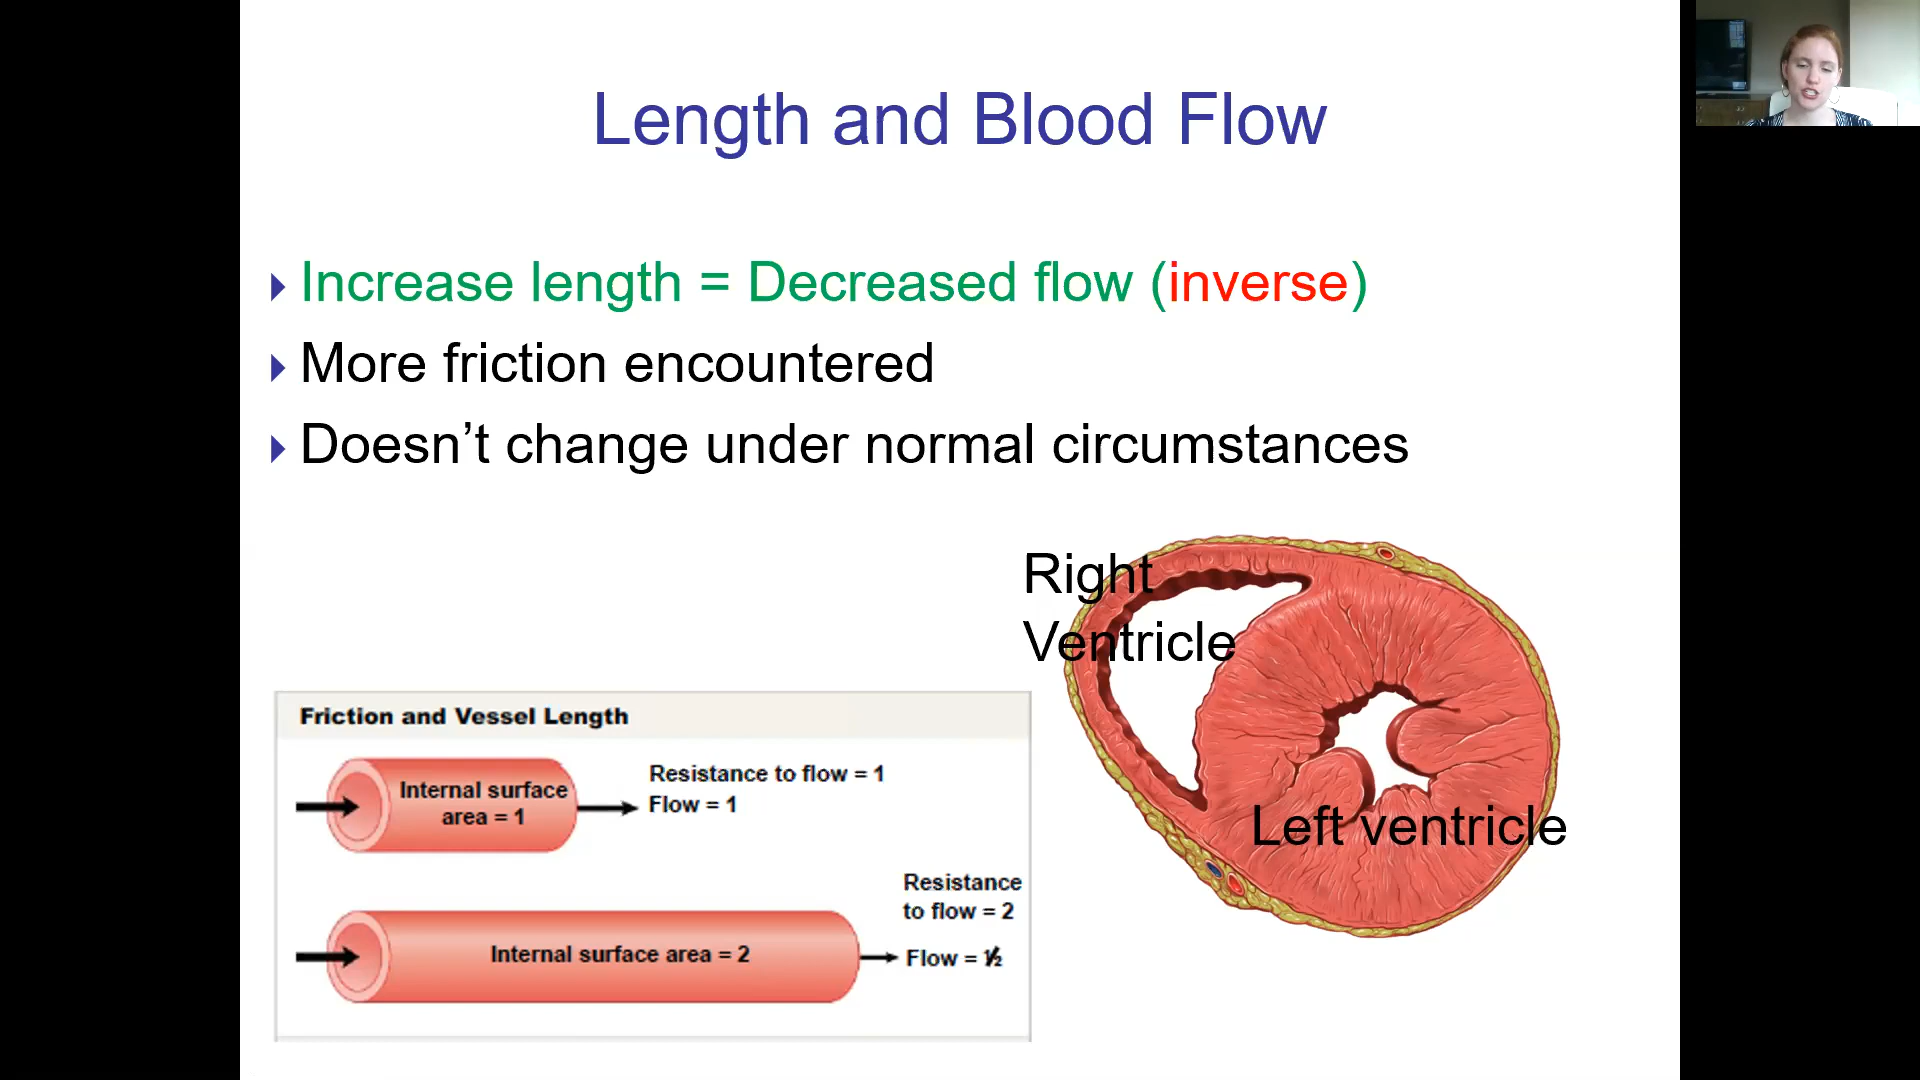 Length and Blood Flow
Increase length = Decreased flow (inverse)
More friction encountered
Doesn’t change under normal circumstances
Right
Ventricle
Left ventricle
Friction and Vessel Length
Internal surface
area = 1
Resistance to flow = 1
Flow = 1
Internal surface area = 2
Resistance
to flow = 2
Flow = ½